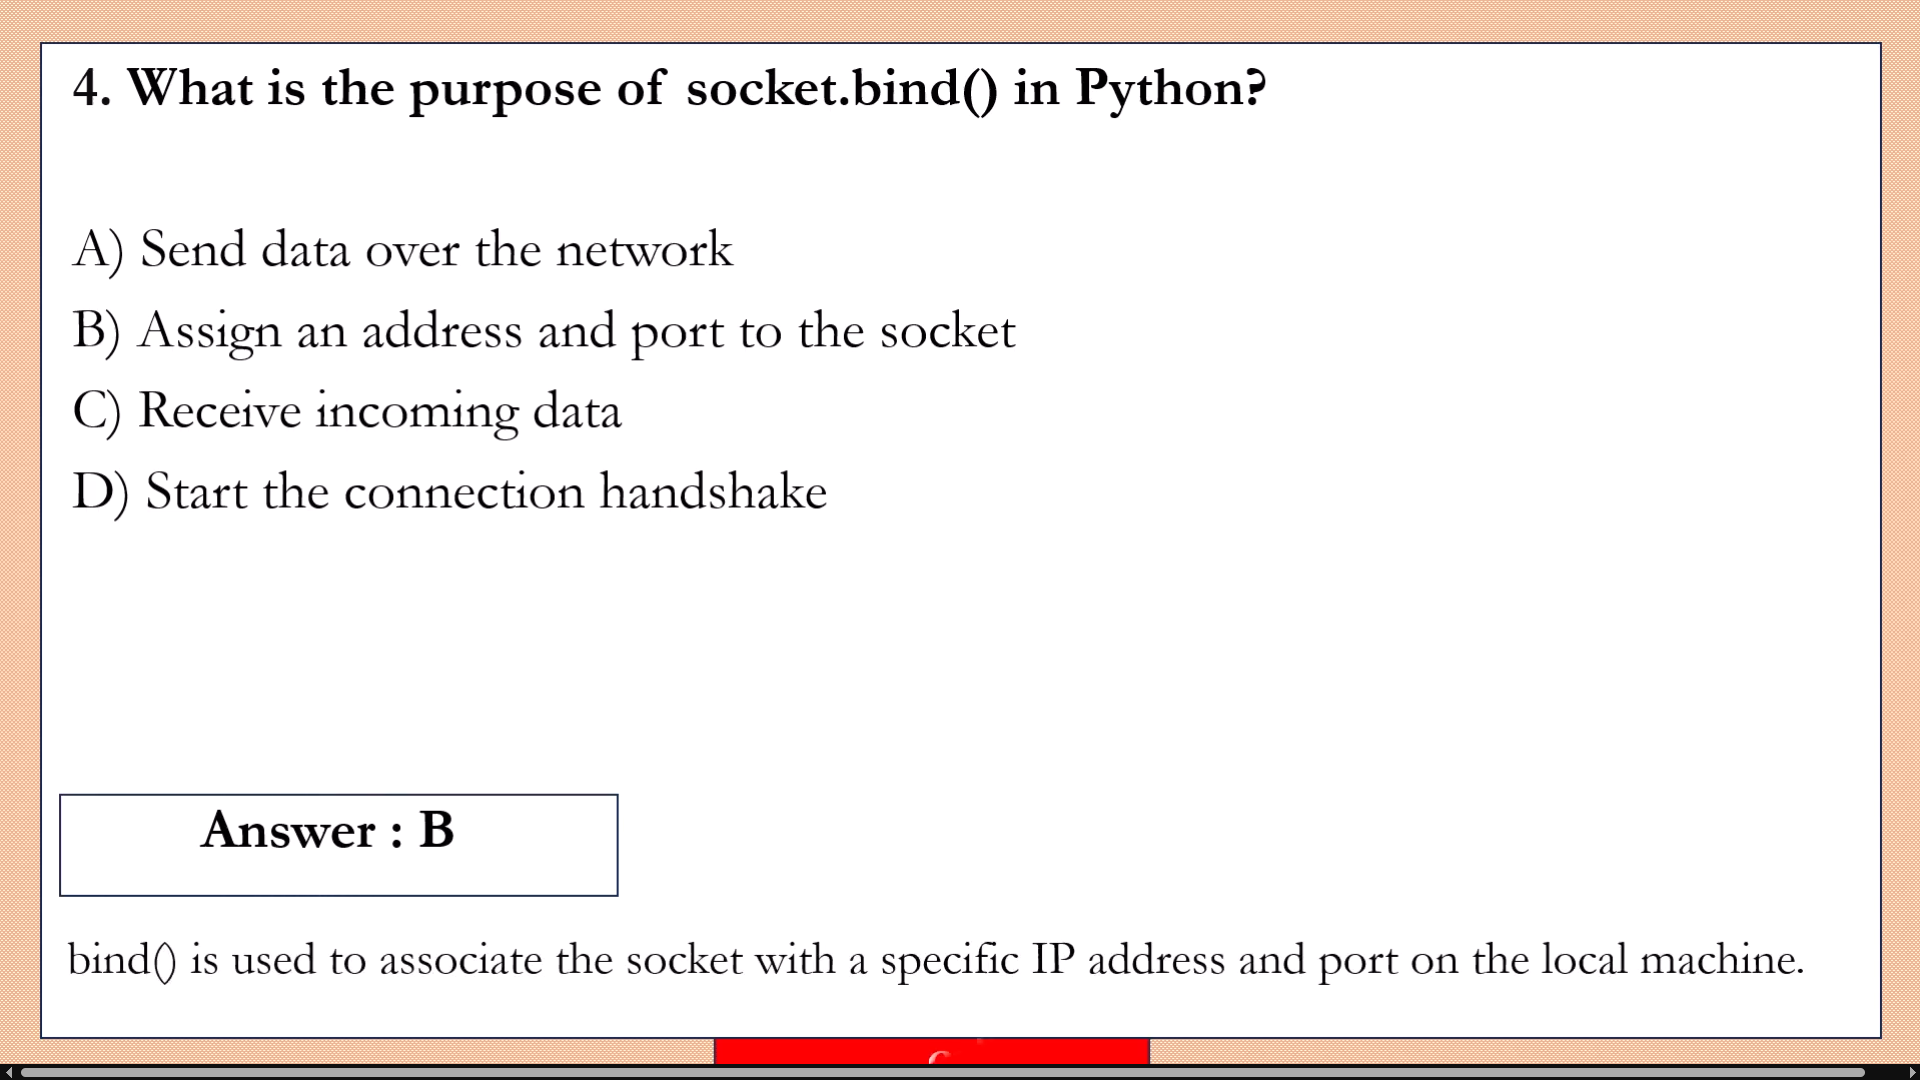 4. What is the purpose of socket.bind() in Python?
A) Send data over the network
B) Assign an address and port to the socket
C) Receive incoming data
D) Start the connection handshake
Answer : B
bind() is used to associate the socket with a specific IP address and port on the local machine.